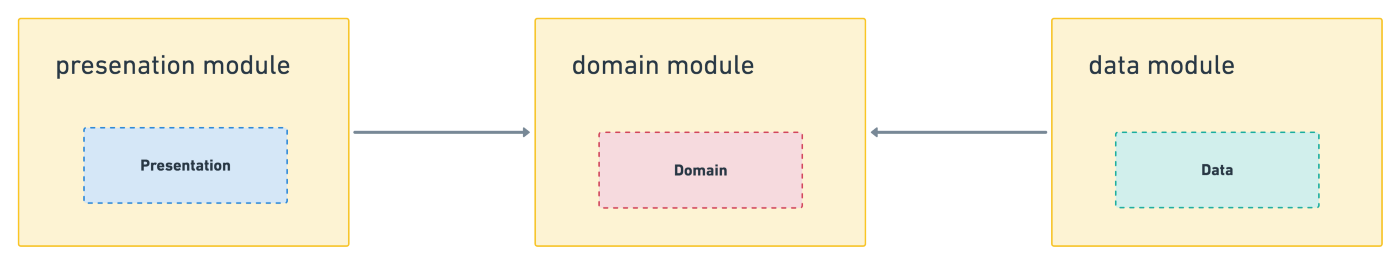 presenation module
domain module
data module
Presentation
Domain
Data